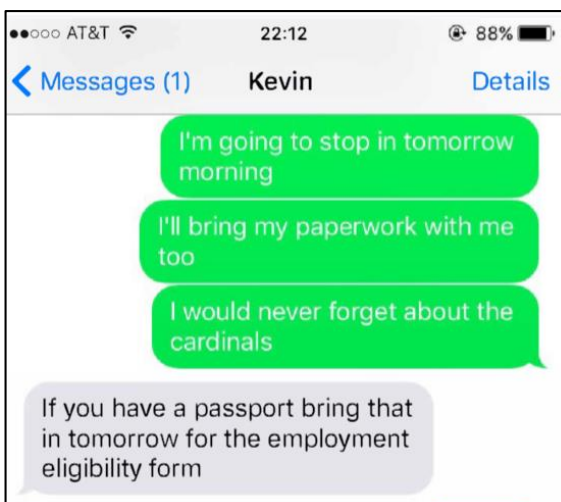 AT&T 22:12 88%
Messages (1) Kevin Details
I'm going to stop in tomorrow
morning
I'll bring my paperwork with me
too
I would never forget about the
cardinals
If you have a passport bring that
in tomorrow for the employment
eligibility form